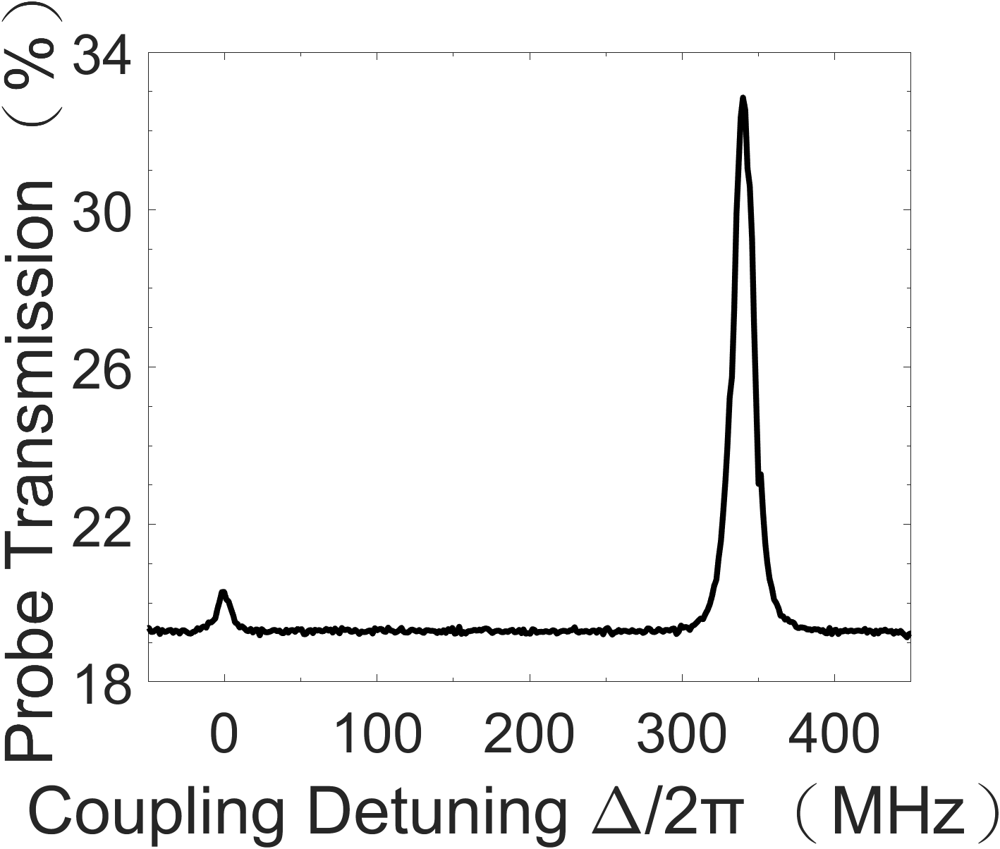 Probe Transmission （%）
34
30
26
22
18
0 100 200 300 400
Coupling Detuning Δ/2π （MHz）